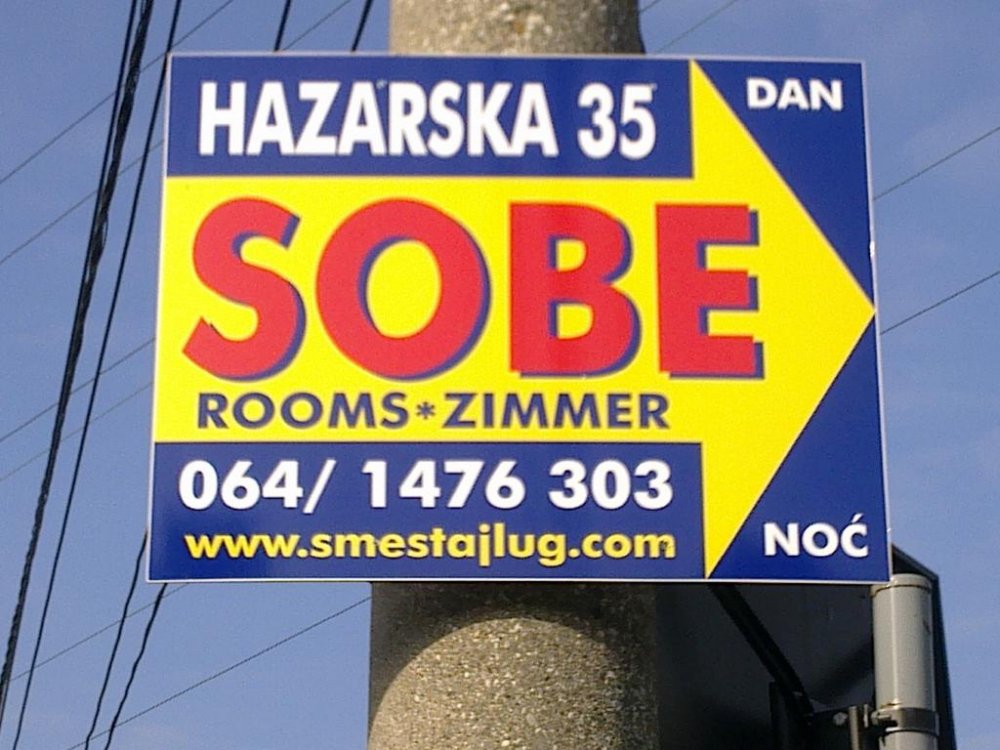 HAZARSKA 35
DAN
SOBE
ROOMS*ZIMMER
064/ 1476 303
www.smestajlug.com
NOĆ